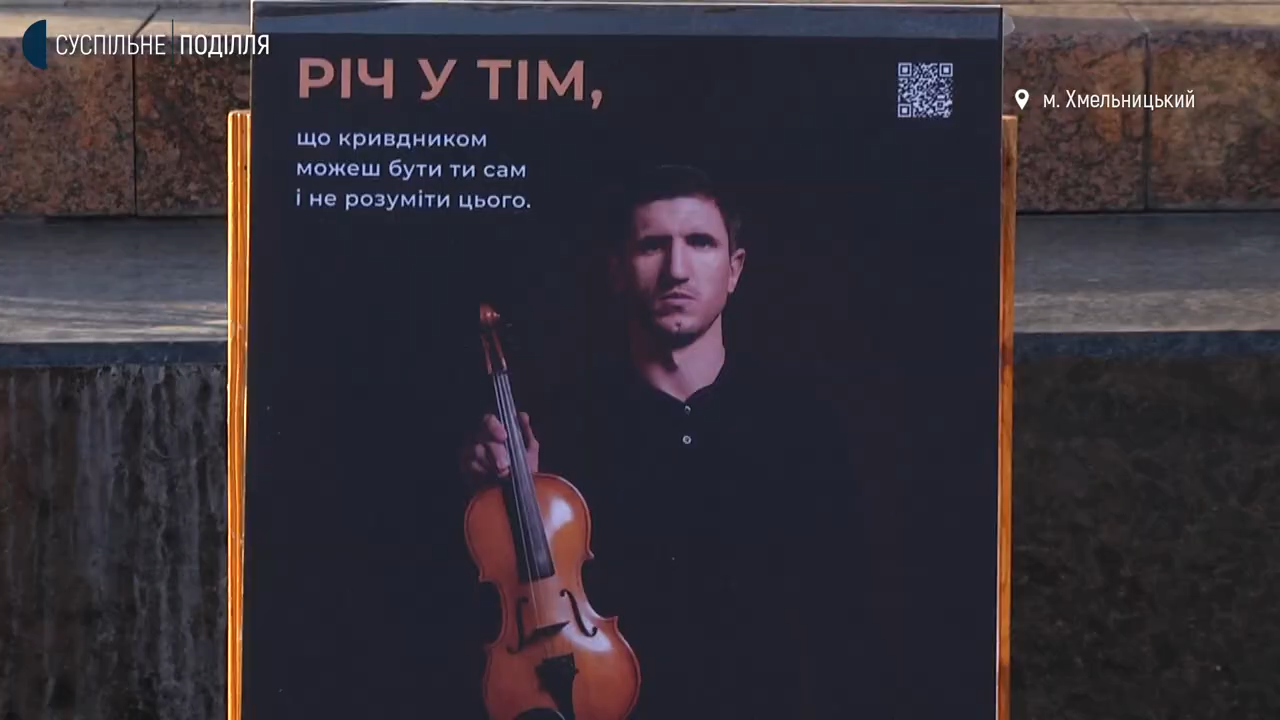 СУСПІЛЬНЕ ПОДІЛЛЯ
м. Хмельницький
РІЧ У ТІМ,
що кривдником
можеш бути ти сам
і не розуміти цього.